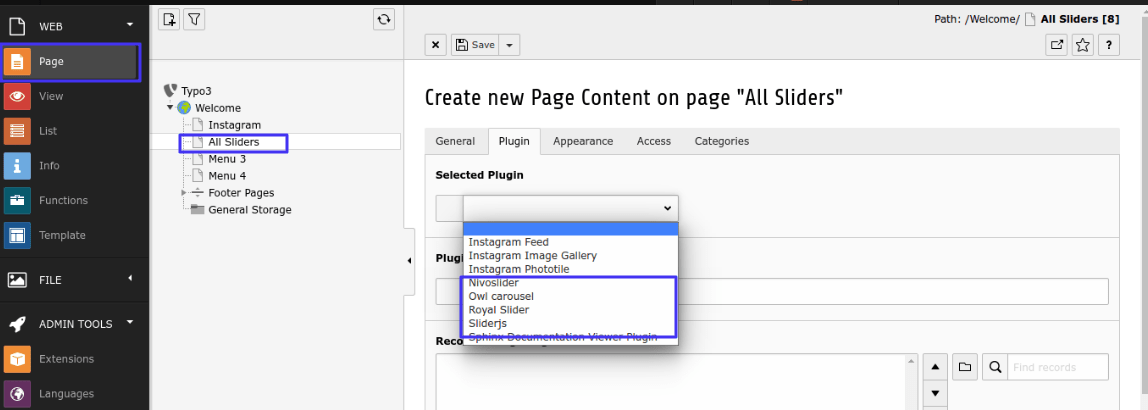 WEB
Page
View
List
Info
Functions
Template
FILE
ADMIN TOOLS
Extensions
Languages
Typo3
Welcome
Instagram
All Sliders
Menu 3
Menu 4
Footer Pages
General Storage
Path: /Welcome/ All Sliders [8]
Save
?
Create new Page Content on page "All Sliders"
General Plugin Appearance Access Categories
Selected Plugin
Instagram Feed
Instagram Image Gallery
Instagram Phototile
Nivoslider
Owl carousel
Royal Slider
Sliderjs
Sphinx Documentation Viewer Plugin
Find records